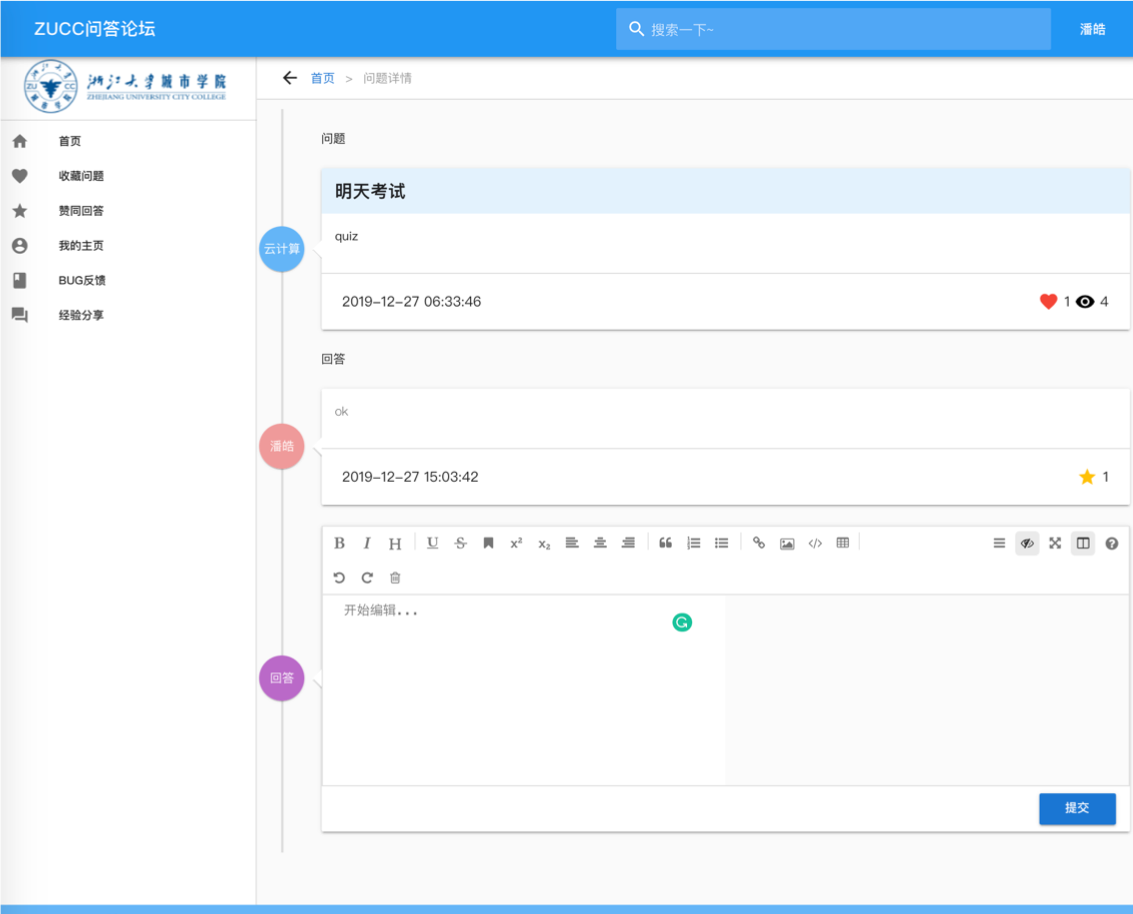 ZUCC问答论坛
搜索一下~
潘皓
浙江大学城市学院
ZHEJIANG UNIVERSITY CITY COLLEGE
ZU CC
首页 > 问题详情
首页
收藏问题
赞同回答
我的主页
BUG反馈
经验分享
问题
明天考试
云计算
quiz
2019-12-27 06:33:46
1 4
回答
ok
潘皓
2019-12-27 15:03:42
1
B I H U S x² x₂
开始编辑...
回答
提交